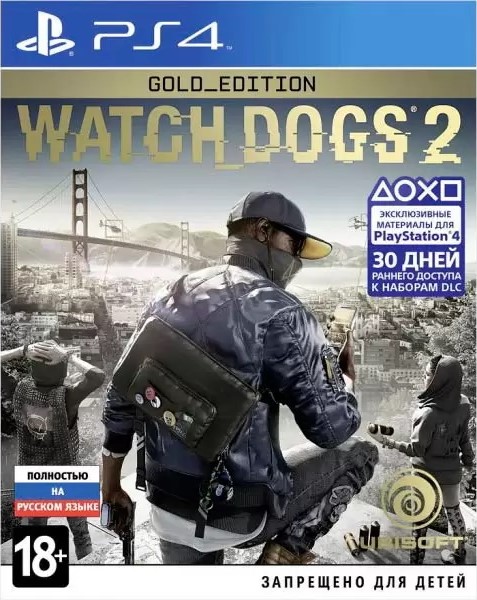 PS4
GOLD_EDITION
WATCH_DOGS® 2
ЭКСКЛЮЗИВНЫЕ
МАТЕРИАЛЫ ДЛЯ
PlayStation®4
30 ДНЕЙ
РАННЕГО ДОСТУПА
К НАБОРАМ DLC
ПОЛНОСТЬЮ
НА
РУССКОМ ЯЗЫКЕ
UBISOFT
18+
ЗАПРЕЩЕНО ДЛЯ ДЕТЕЙ